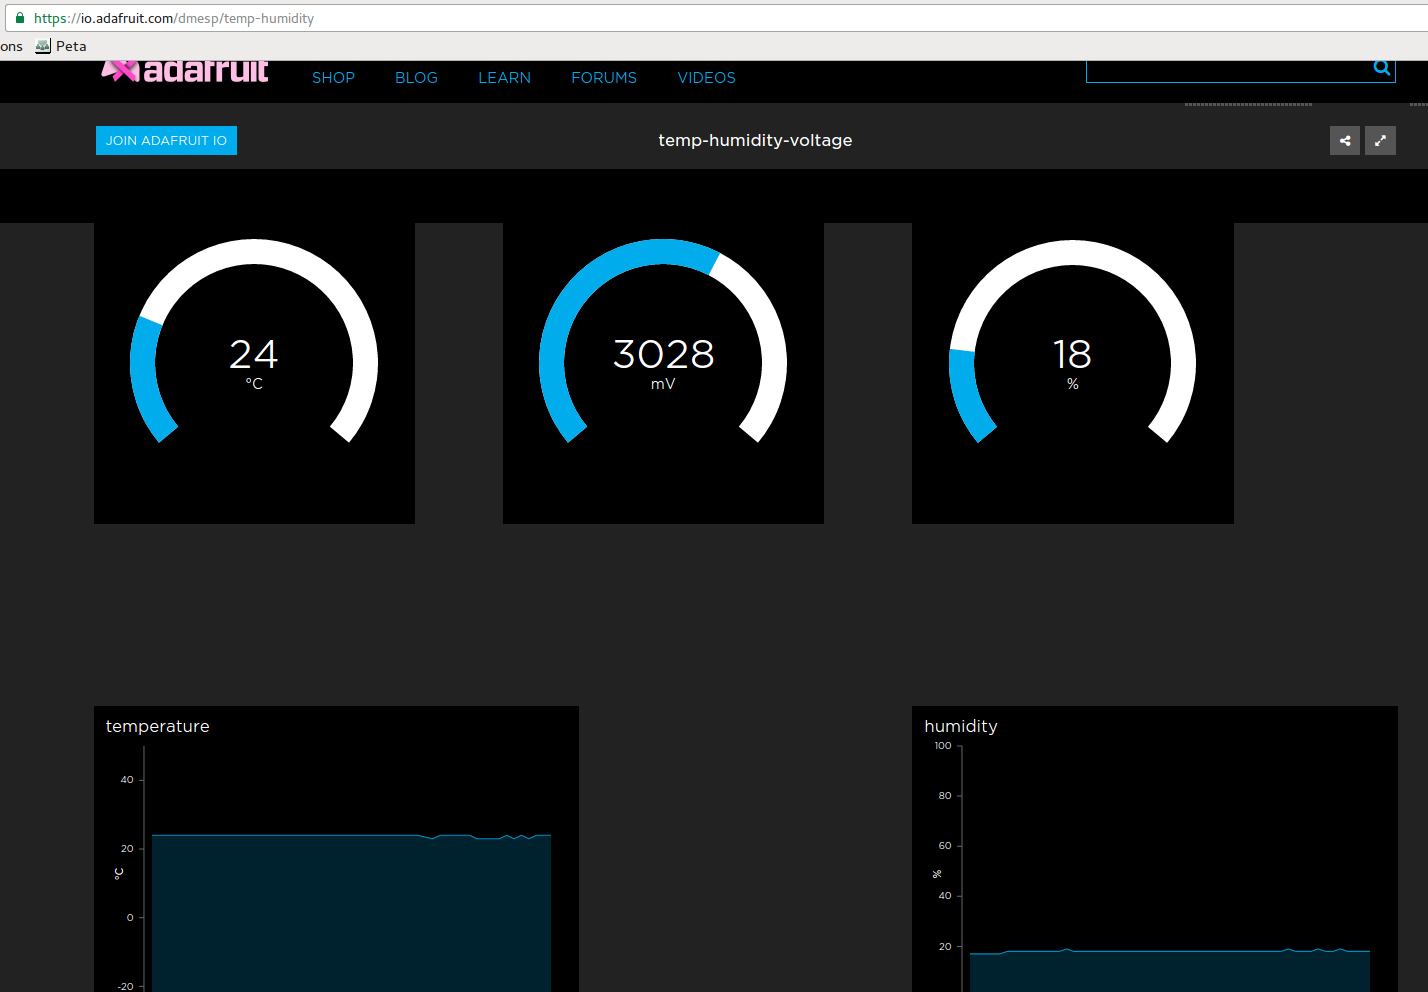 https://io.adafruit.com/dmesp/temp-humidity
ons Peta
adafruit SHOP BLOG LEARN FORUMS VIDEOS
JOIN ADAFRUIT IO temp-humidity-voltage
24 3028 18
°C mV %
temperature
40
20
°C
0
-20
humidity
100
80
60
%
40
20